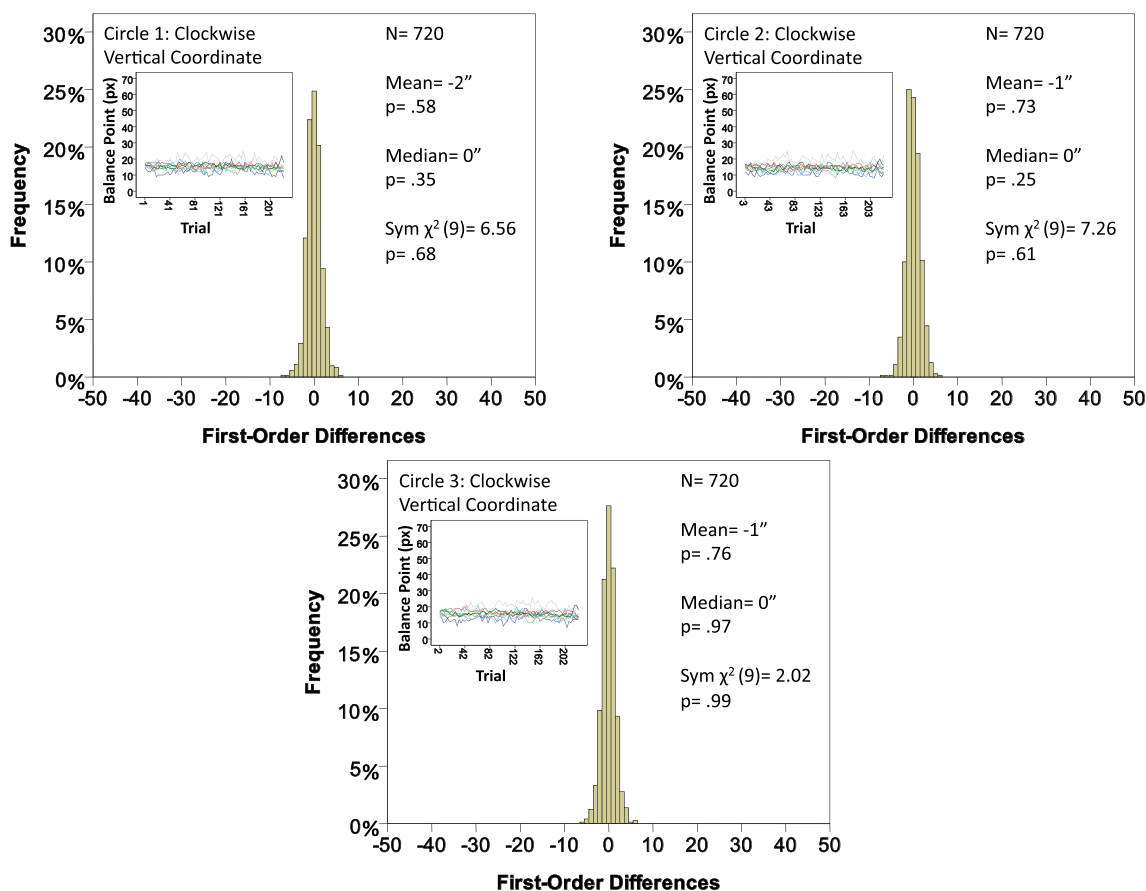 Circle 1: Clockwise
Vertical Coordinate
N= 720
Mean= -2”
p= .58
Median= 0”
p= .35
Sym χ² (9)= 6.56
p= .68
Frequency
30%
25%
20%
15%
10%
5%
0%
-50 -40 -30 -20 -10 0 10 20 30 40 50
First-Order Differences
Balance Point (px)
70
60
50
40
30
20
10
0
1 41 81 121 161 201
Trial
Circle 2: Clockwise
Vertical Coordinate
N= 720
Mean= -1”
p= .73
Median= 0”
p= .25
Sym χ² (9)= 7.26
p= .61
Frequency
30%
25%
20%
15%
10%
5%
0%
-50 -40 -30 -20 -10 0 10 20 30 40 50
First-Order Differences
Balance Point (px)
70
60
50
40
30
20
10
0
3 43 83 123 163 203
Trial
Circle 3: Clockwise
Vertical Coordinate
N= 720
Mean= -1”
p= .76
Median= 0”
p= .97
Sym χ² (9)= 2.02
p= .99
Frequency
30%
25%
20%
15%
10%
5%
0%
-50 -40 -30 -20 -10 0 10 20 30 40 50
First-Order Differences
Balance Point (px)
70
60
50
40
30
20
10
0
2 42 82 122 162 202
Trial